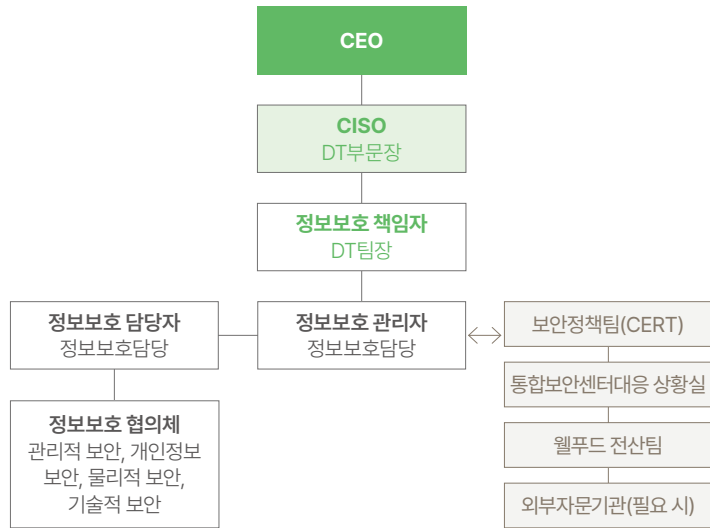 CEO
CISO
DT부문장
정보보호 책임자
DT팀장
정보보호 담당자
정보보호담당
정보보호 관리자
정보보호담당
보안정책팀(CERT)
통합보안센터대응 상황실
웰푸드 전산팀
외부자문기관(필요 시)
정보보호 협의체
관리적 보안, 개인정보
보안, 물리적 보안,
기술적 보안